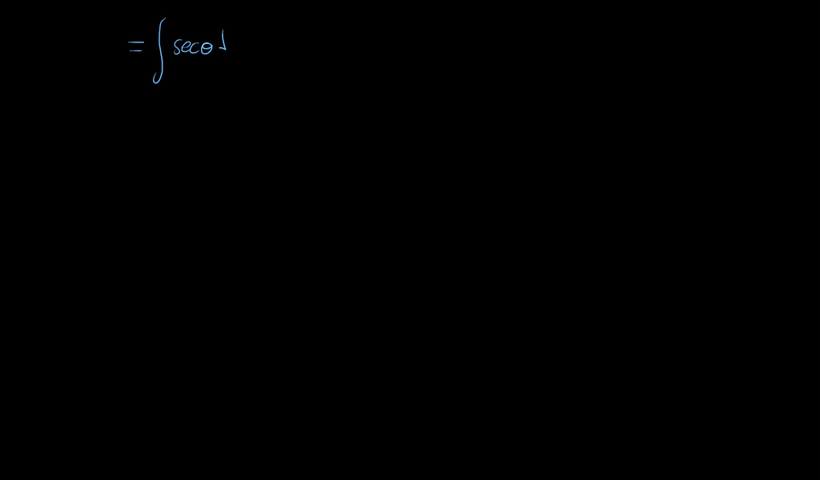 = ∫ secθ d